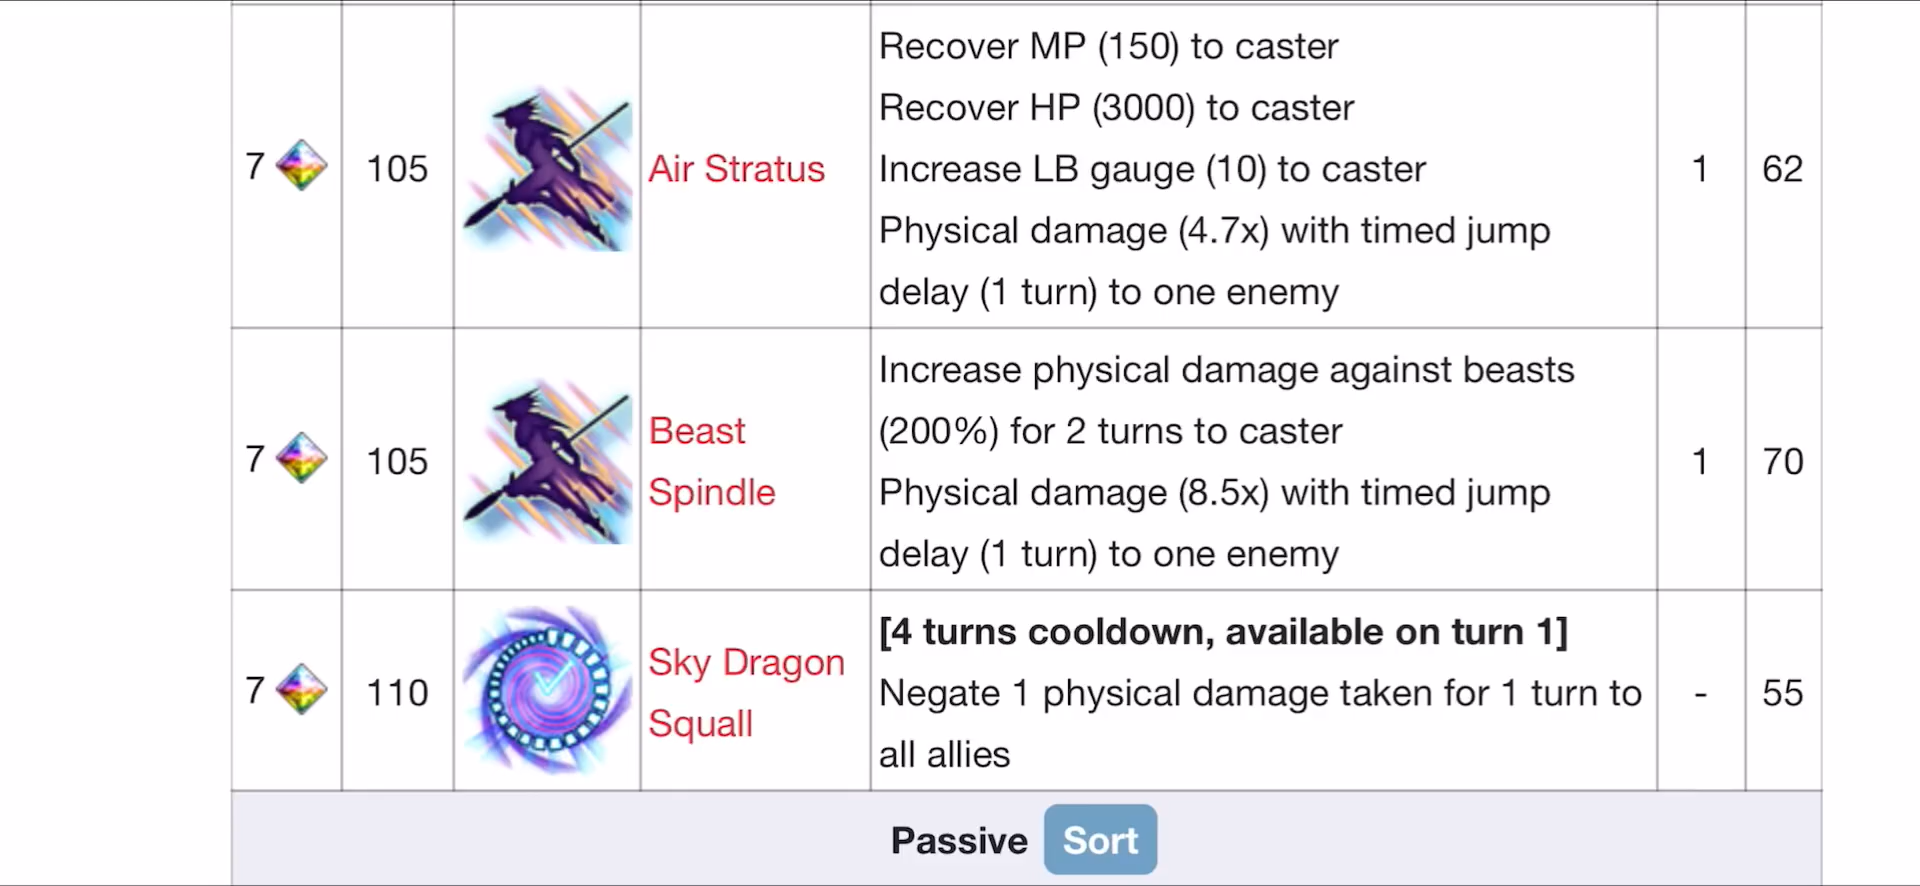 7 105 Air Stratus
Recover MP (150) to caster
Recover HP (3000) to caster
Increase LB gauge (10) to caster
Physical damage (4.7x) with timed jump
delay (1 turn) to one enemy
1 62
7 105
Beast
Spindle
Increase physical damage against beasts
(200%) for 2 turns to caster
Physical damage (8.5x) with timed jump
delay (1 turn) to one enemy
1 70
7 110
Sky Dragon
Squall
[4 turns cooldown, available on turn 1]
Negate 1 physical damage taken for 1 turn to
all allies
- 55
Passive Sort